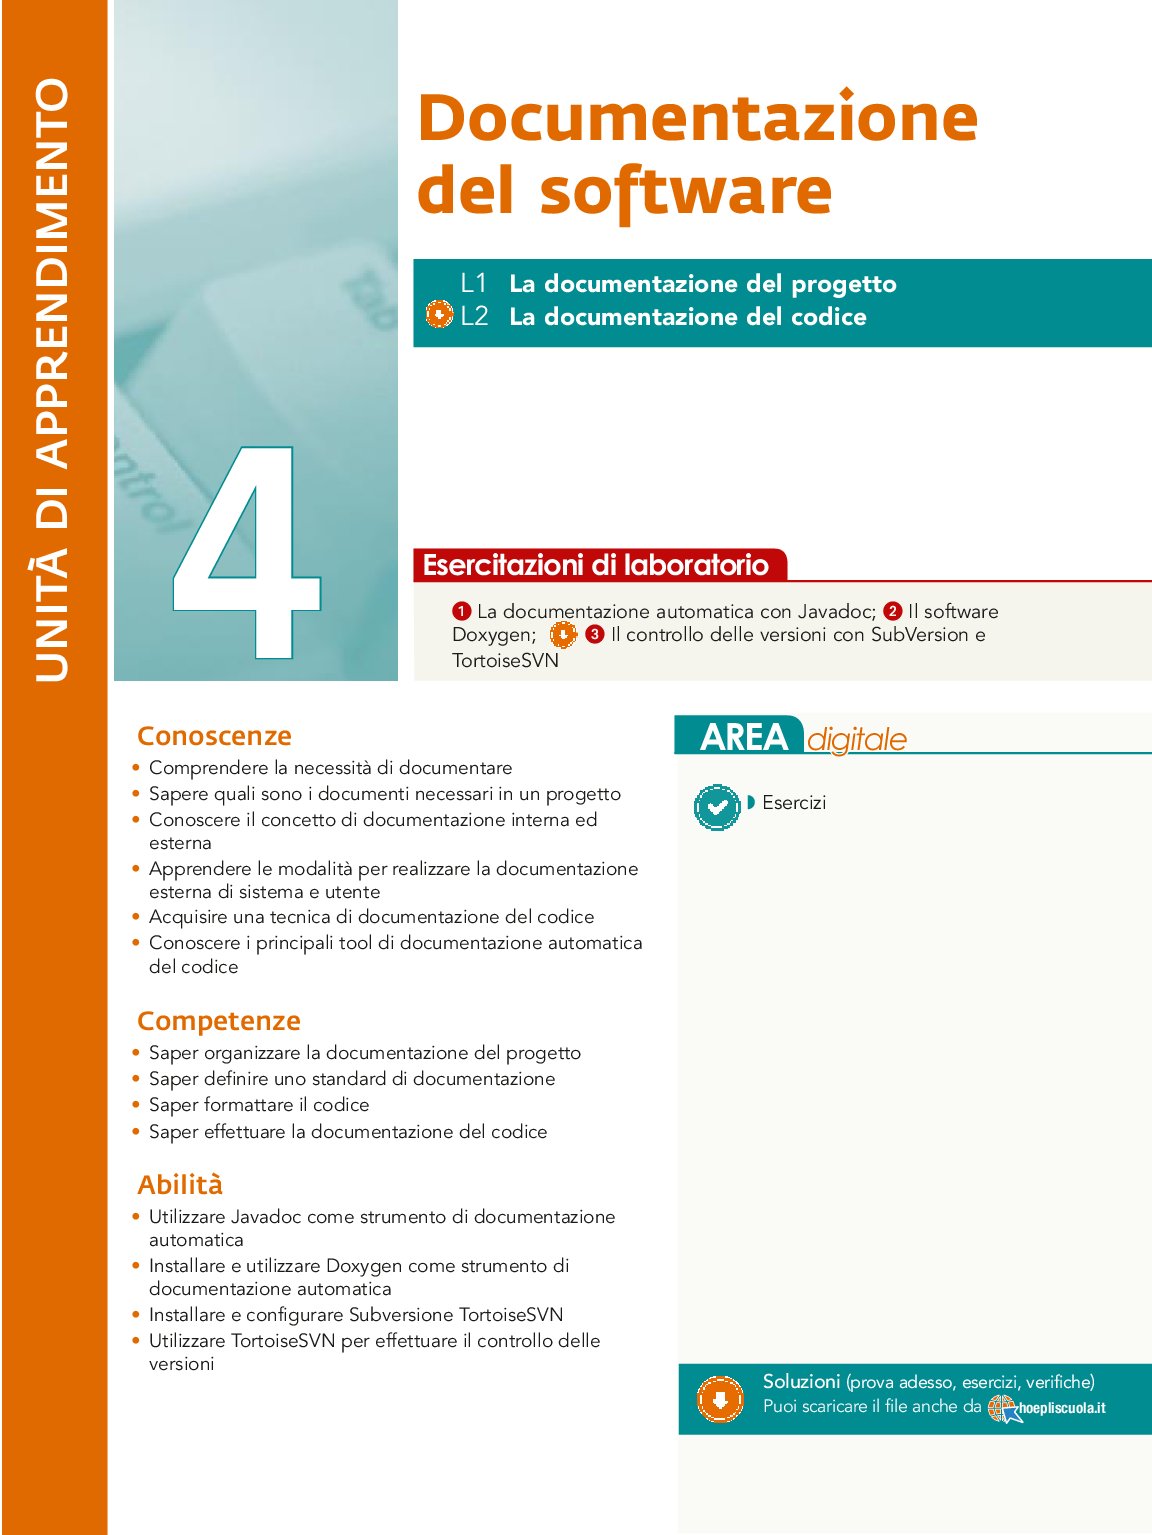 UNITÀ DI APPRENDIMENTO
Tab
ontrol
4
Documentazione
del software
L1 La documentazione del progetto
L2 La documentazione del codice
Esercitazioni di laboratorio
1 La documentazione automatica con Javadoc; 2 Il software
Doxygen; 3 Il controllo delle versioni con SubVersion e
TortoiseSVN
Conoscenze
• Comprendere la necessità di documentare
• Sapere quali sono i documenti necessari in un progetto
• Conoscere il concetto di documentazione interna ed
esterna
• Apprendere le modalità per realizzare la documentazione
esterna di sistema e utente
• Acquisire una tecnica di documentazione del codice
• Conoscere i principali tool di documentazione automatica
del codice
Competenze
• Saper organizzare la documentazione del progetto
• Saper definire uno standard di documentazione
• Saper formattare il codice
• Saper effettuare la documentazione del codice
Abilità
• Utilizzare Javadoc come strumento di documentazione
automatica
• Installare e utilizzare Doxygen come strumento di
documentazione automatica
• Installare e configurare Subversione TortoiseSVN
• Utilizzare TortoiseSVN per effettuare il controllo delle
versioni
AREA digitale
Esercizi
Soluzioni (prova adesso, esercizi, verifiche)
Puoi scaricare il file anche da hoepliscuola.it